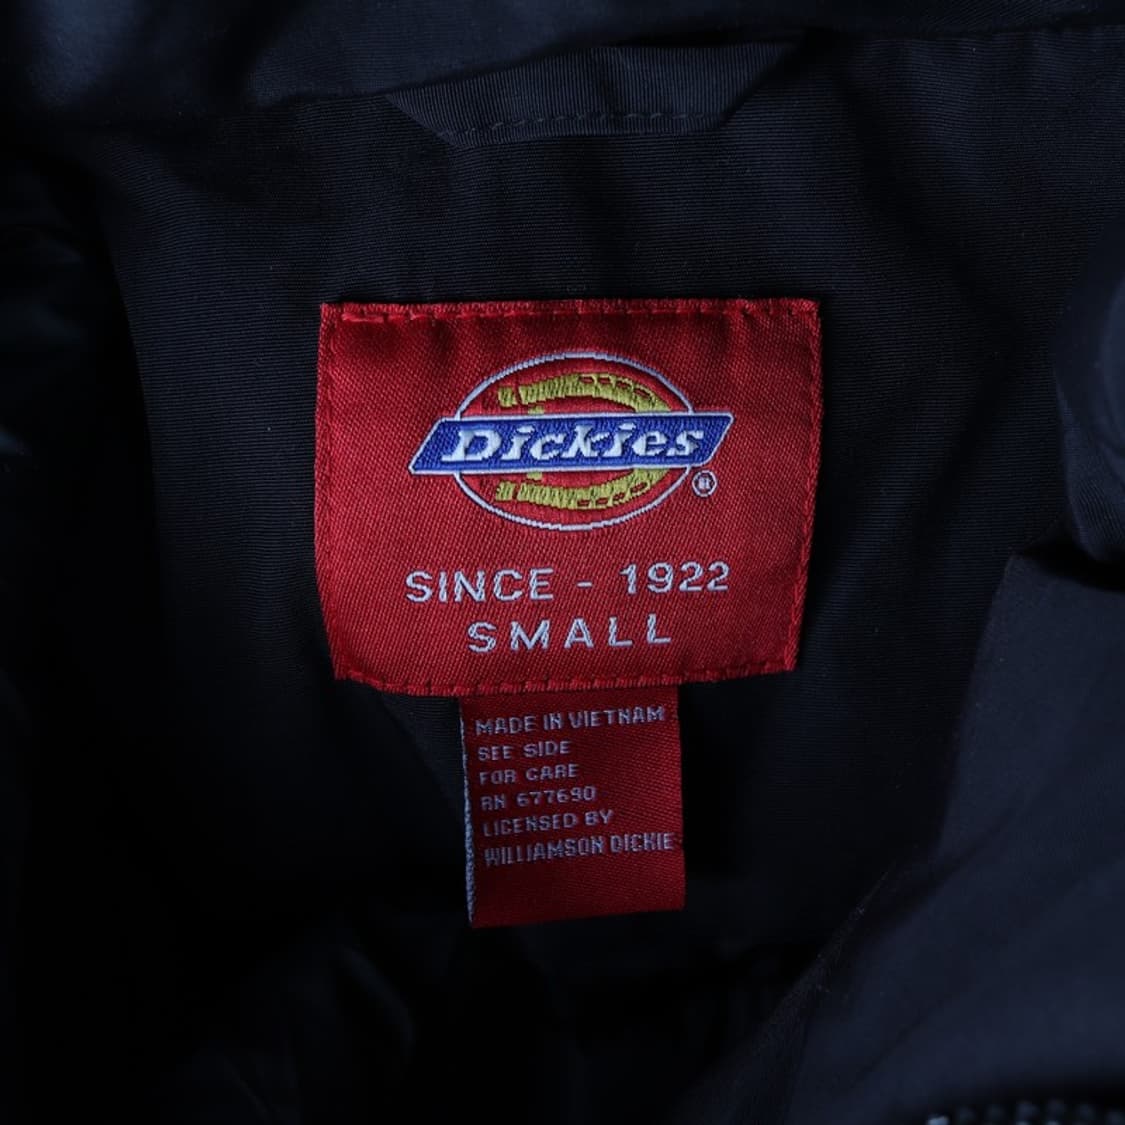 Dickies
®
SINCE - 1922
SMALL
MADE IN VIETNAM
SEE SIDE
FOR CARE
RN 677690
LICENSED BY
WILLIAMSON DICKIE